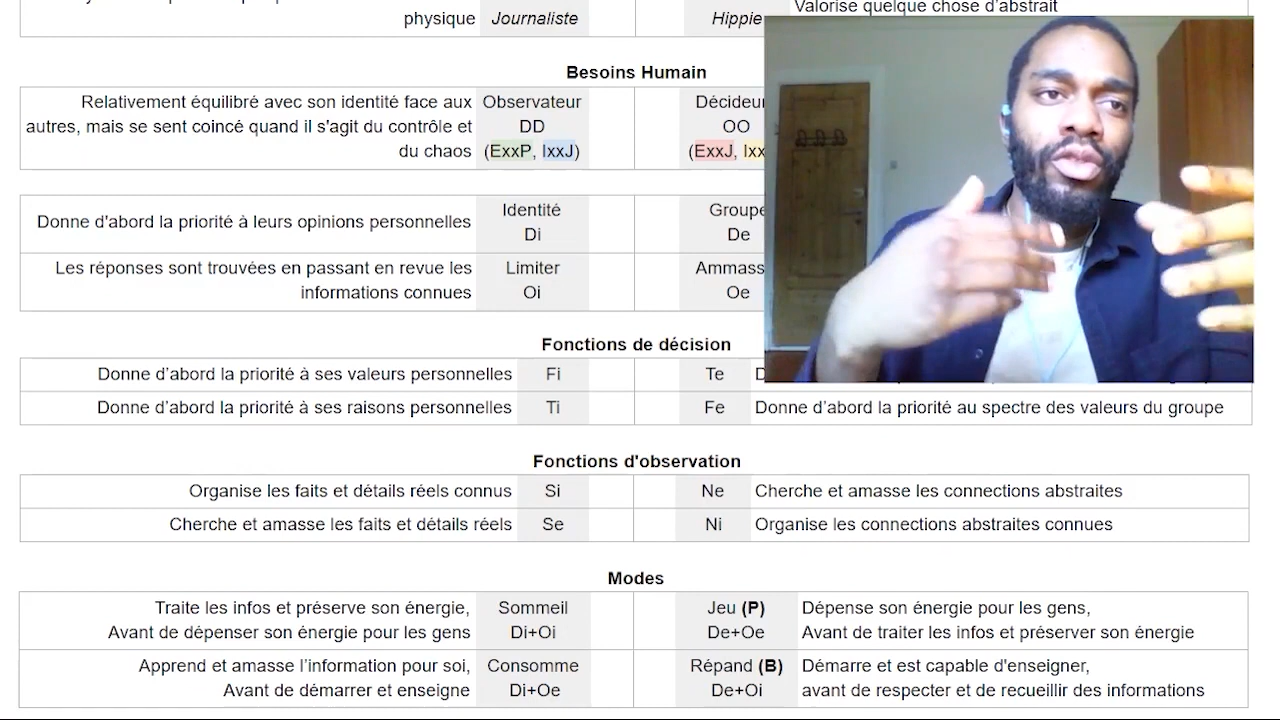 physique Journaliste Hippie Valorise quelque chose d'abstrait
Besoins Humain
Relativement équilibré avec son identité face aux Observateur Décideur
autres, mais se sent coincé quand il s'agit du contrôle et DD OO
du chaos (ExxP, IxxJ) (ExxJ, Ixx
Donne d'abord la priorité à leurs opinions personnelles Identité Groupe
Di De
Les réponses sont trouvées en passant en revue les Limiter Ammass
informations connues Oi Oe
Fonctions de décision
Donne d’abord la priorité à ses valeurs personnelles Fi Te D
Donne d’abord la priorité à ses raisons personnelles Ti Fe Donne d’abord la priorité au spectre des valeurs du groupe
Fonctions d'observation
Organise les faits et détails réels connus Si Ne Cherche et amasse les connections abstraites
Cherche et amasse les faits et détails réels Se Ni Organise les connections abstraites connues
Modes
Traite les infos et préserve son énergie, Sommeil Jeu (P) Dépense son énergie pour les gens,
Avant de dépenser son énergie pour les gens Di+Oi De+Oe Avant de traiter les infos et préserver son énergie
Apprend et amasse l’information pour soi, Consomme Répand (B) Démarre et est capable d'enseigner,
Avant de démarrer et enseigne Di+Oe De+Oi avant de respecter et de recueillir des informations